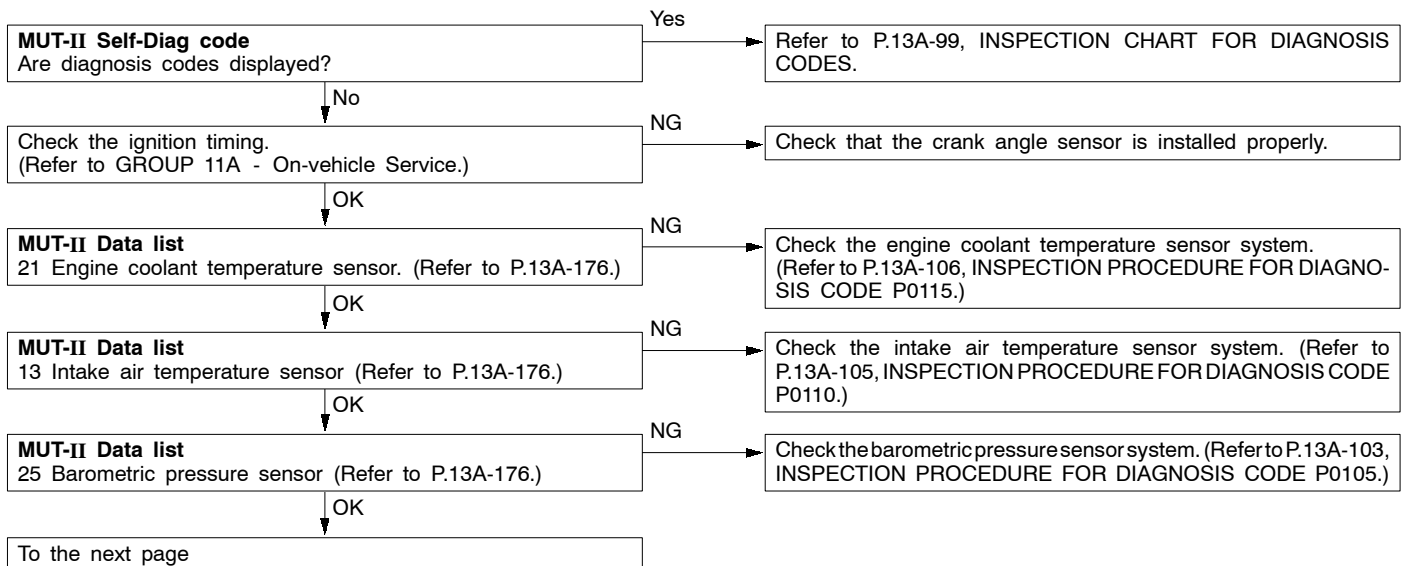 Yes
MUT-II Self-Diag code
Are diagnosis codes displayed?
Refer to P.13A-99, INSPECTION CHART FOR DIAGNOSIS
CODES.
No
NG
Check the ignition timing.
(Refer to GROUP 11A - On-vehicle Service.)
Check that the crank angle sensor is installed properly.
OK
NG
MUT-II Data list
21 Engine coolant temperature sensor. (Refer to P.13A-176.)
Check the engine coolant temperature sensor system.
(Refer to P.13A-106, INSPECTION PROCEDURE FOR DIAGNO-
SIS CODE P0115.)
OK
NG
MUT-II Data list
13 Intake air temperature sensor (Refer to P.13A-176.)
Check the intake air temperature sensor system. (Refer to
P.13A-105, INSPECTION PROCEDURE FOR DIAGNOSIS CODE
P0110.)
OK
NG
MUT-II Data list
25 Barometric pressure sensor (Refer to P.13A-176.)
Check the barometric pressure sensor system. (Refer to P.13A-103,
INSPECTION PROCEDURE FOR DIAGNOSIS CODE P0105.)
OK
To the next page